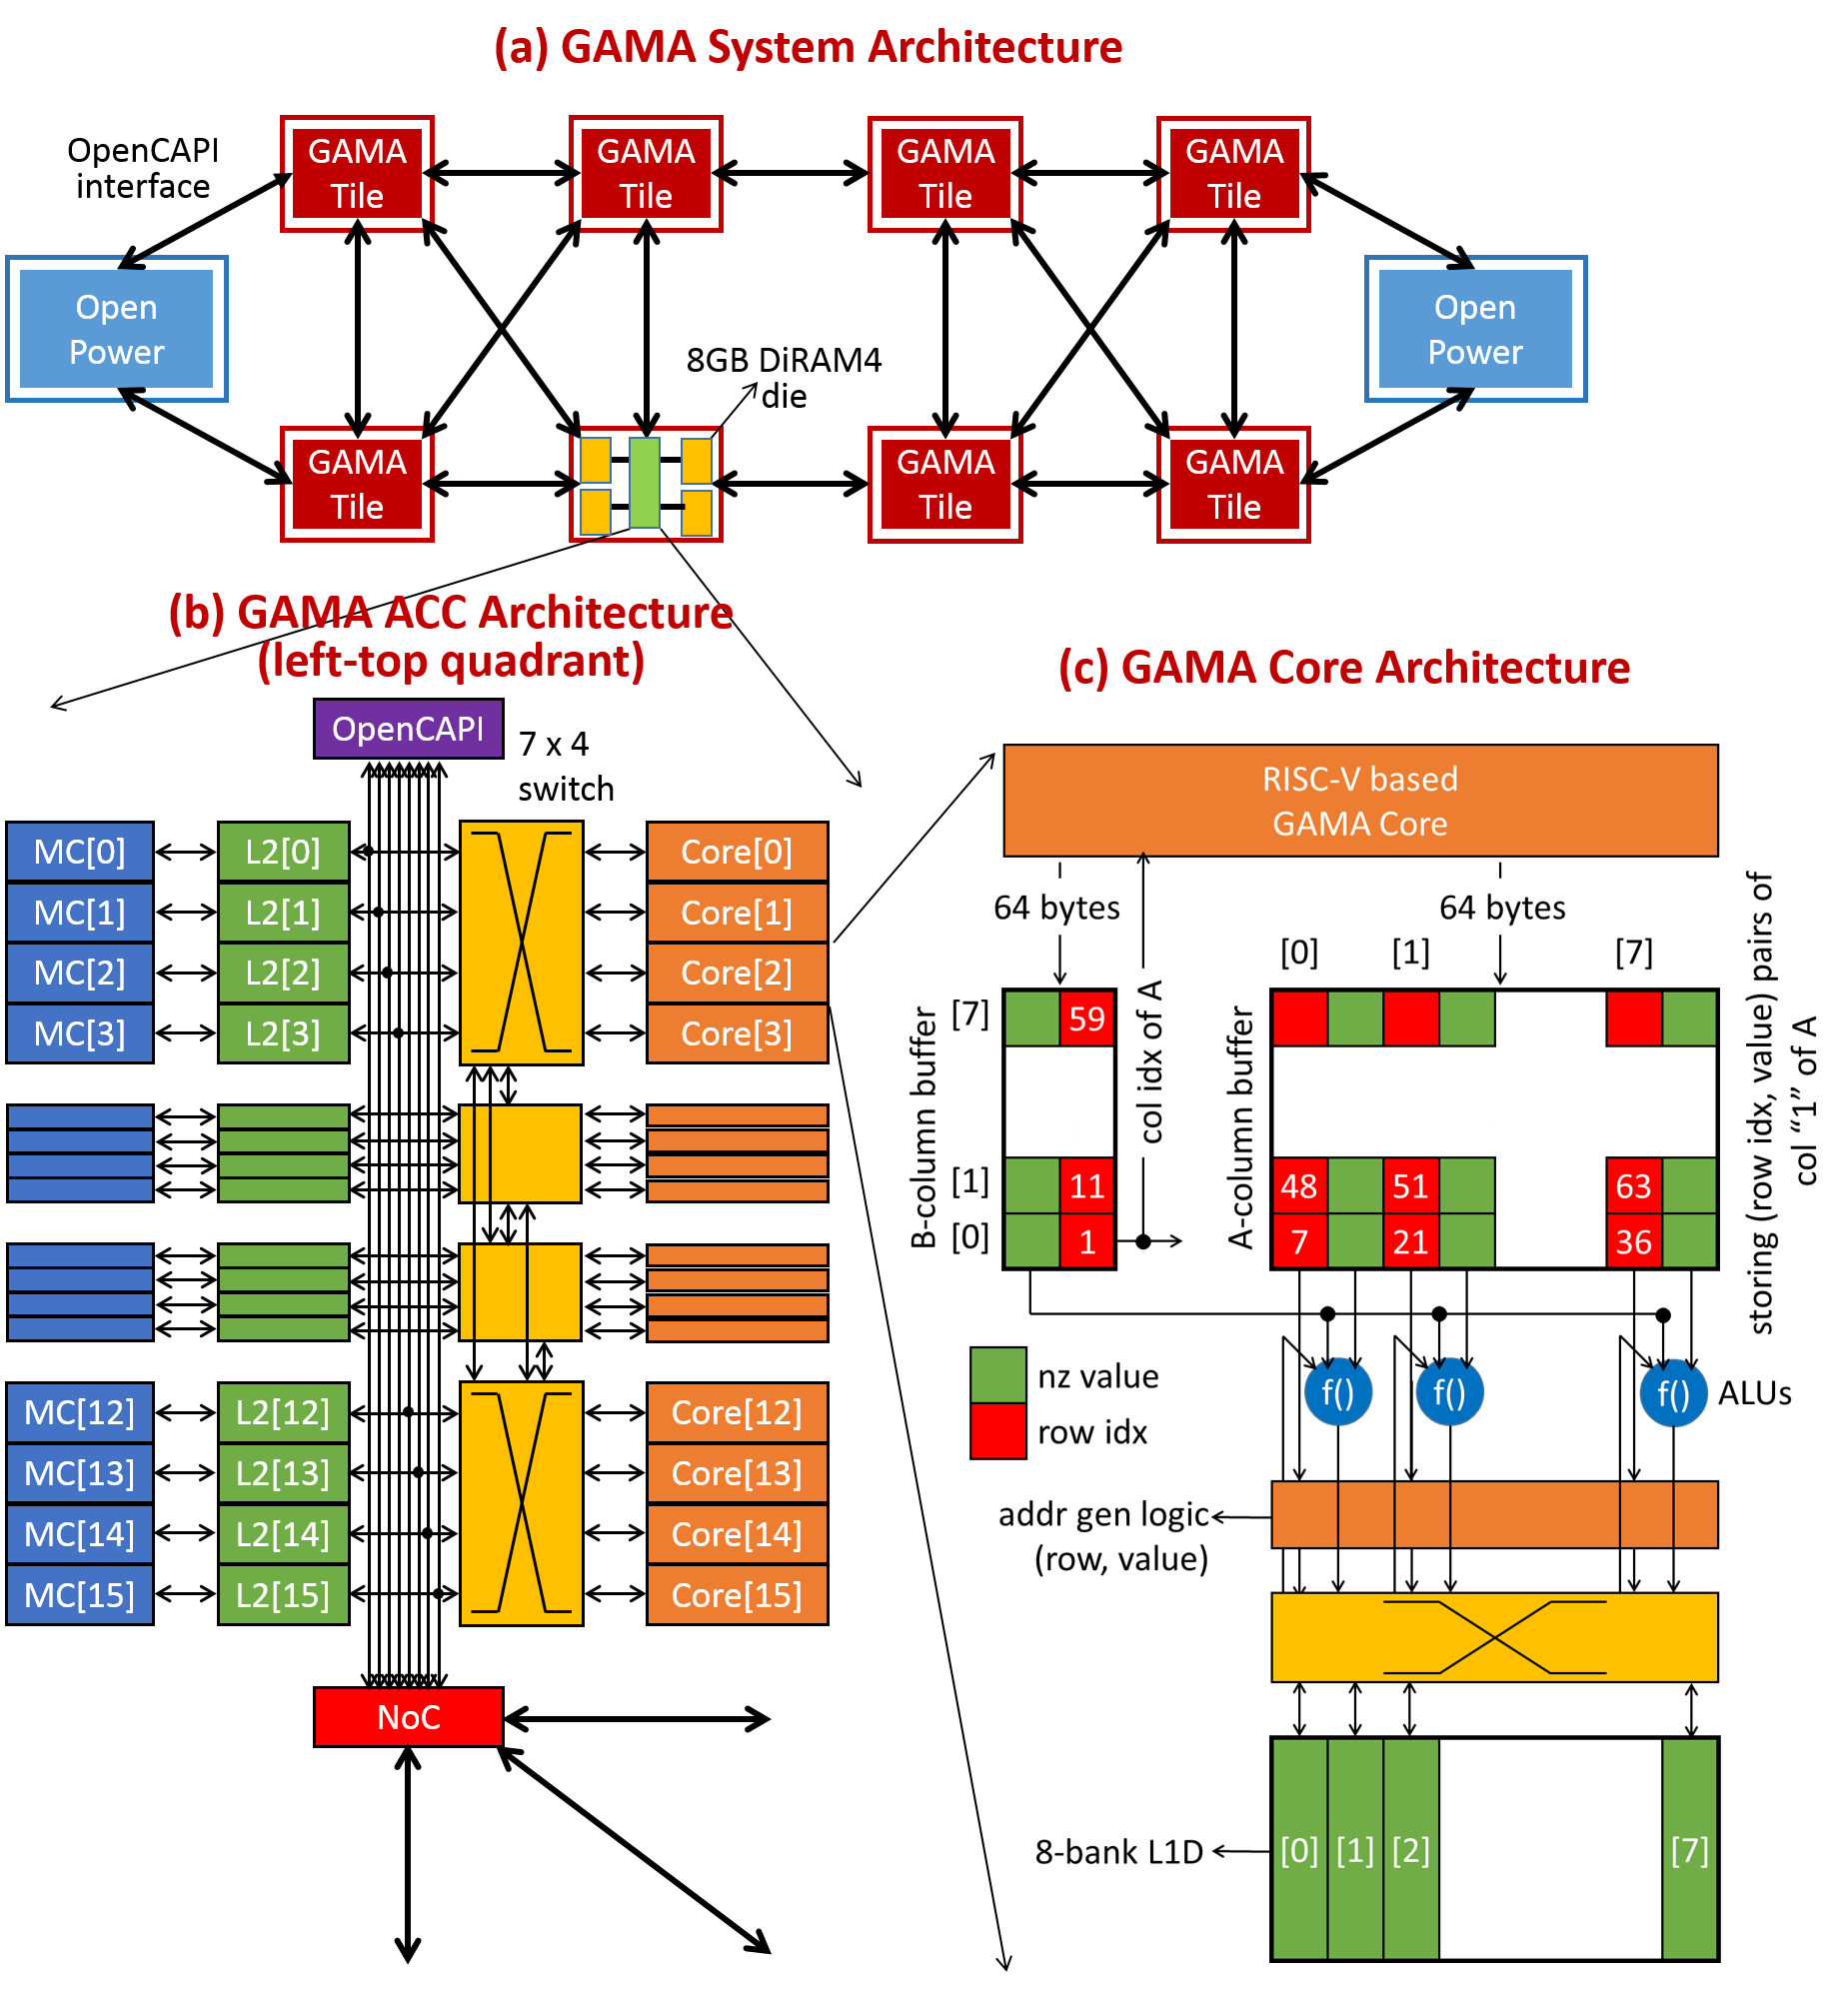 (a) GAMA System Architecture
OpenCAPI
interface
GAMA
Tile
GAMA
Tile
GAMA
Tile
GAMA
Tile
Open
Power
Open
Power
8GB DiRAM4
die
GAMA
Tile
GAMA
Tile
GAMA
Tile
(b) GAMA ACC Architecture
(left-top quadrant)
OpenCAPI
7 x 4
switch
MC[0]
L2[0]
Core[0]
MC[1]
L2[1]
Core[1]
MC[2]
L2[2]
Core[2]
MC[3]
L2[3]
Core[3]
MC[12]
L2[12]
Core[12]
MC[13]
L2[13]
Core[13]
MC[14]
L2[14]
Core[14]
MC[15]
L2[15]
Core[15]
NoC
(c) GAMA Core Architecture
RISC-V based
GAMA Core
64 bytes
64 bytes
[0]
[1]
[7]
B-column buffer
[7]
59
[1]
11
[0]
1
col idx of A
A-column buffer
48
51
63
7
21
36
storing (row idx, value) pairs of
col “1” of A
nz value
row idx
f()
f()
f()
ALUs
addr gen logic
(row, value)
8-bank L1D
[0]
[1]
[2]
[7]